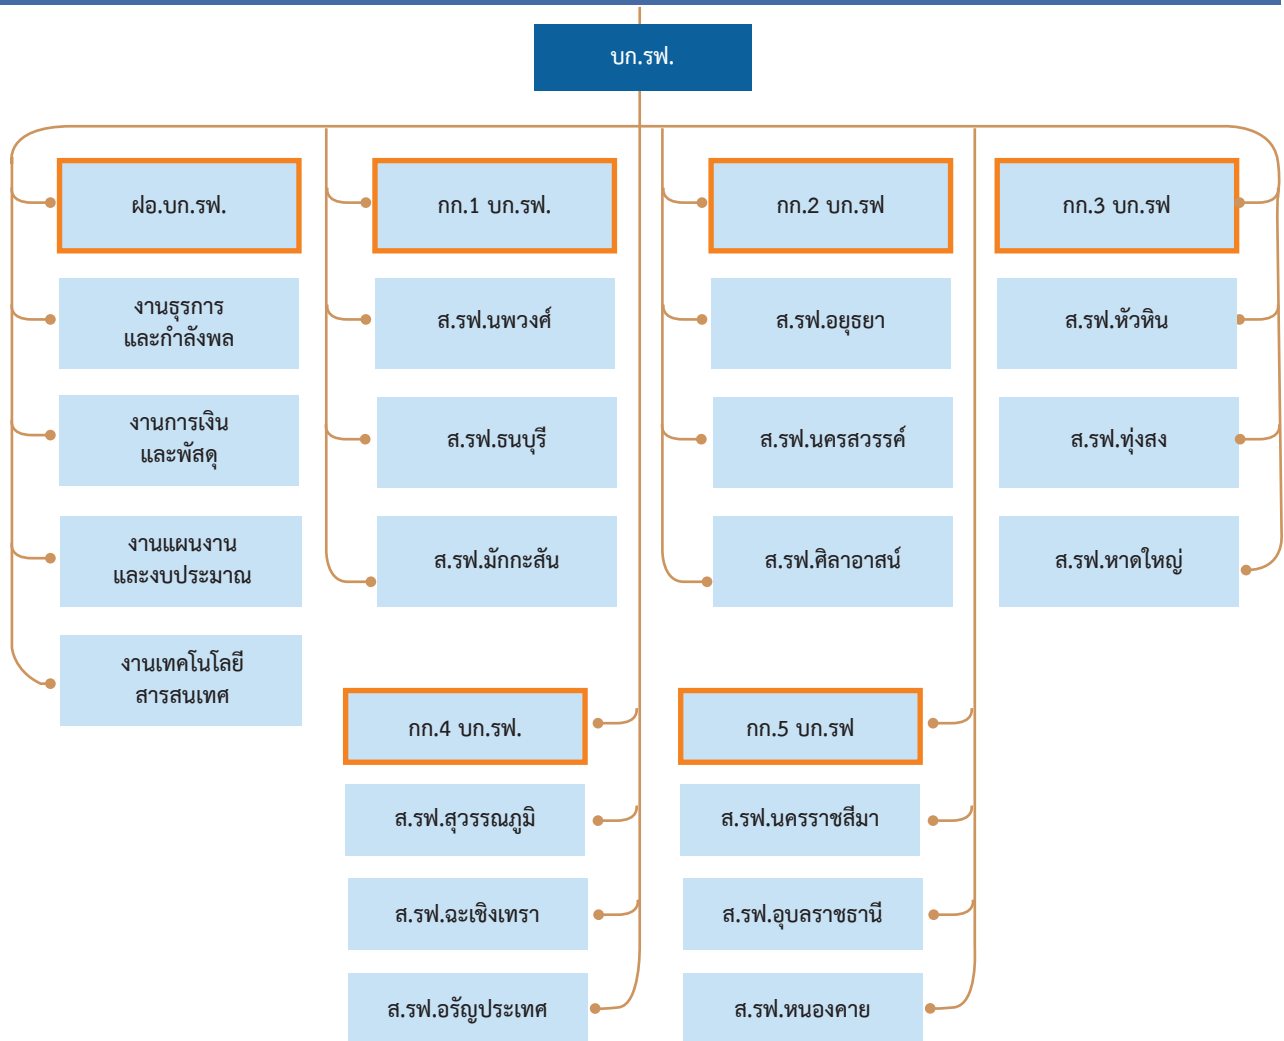 บก.รฟ.
ฝอ.บก.รฟ.
งานธุรการ
และกำลังพล
งานการเงิน
และพัสดุ
งานแผนงาน
และงบประมาณ
งานเทคโนโลยี
สารสนเทศ
กก.1 บก.รฟ.
ส.รฟ.นพวงศ์
ส.รฟ.ธนบุรี
ส.รฟ.มักกะสัน
กก.2 บก.รฟ
ส.รฟ.อยุธยา
ส.รฟ.นครสวรรค์
ส.รฟ.ศิลาอาสน์
กก.3 บก.รฟ
ส.รฟ.หัวหิน
ส.รฟ.ทุ่งสง
ส.รฟ.หาดใหญ่
กก.4 บก.รฟ.
ส.รฟ.สุวรรณภูมิ
ส.รฟ.ฉะเชิงเทรา
ส.รฟ.อรัญประเทศ
กก.5 บก.รฟ
ส.รฟ.นครราชสีมา
ส.รฟ.อุบลราชธานี
ส.รฟ.หนองคาย